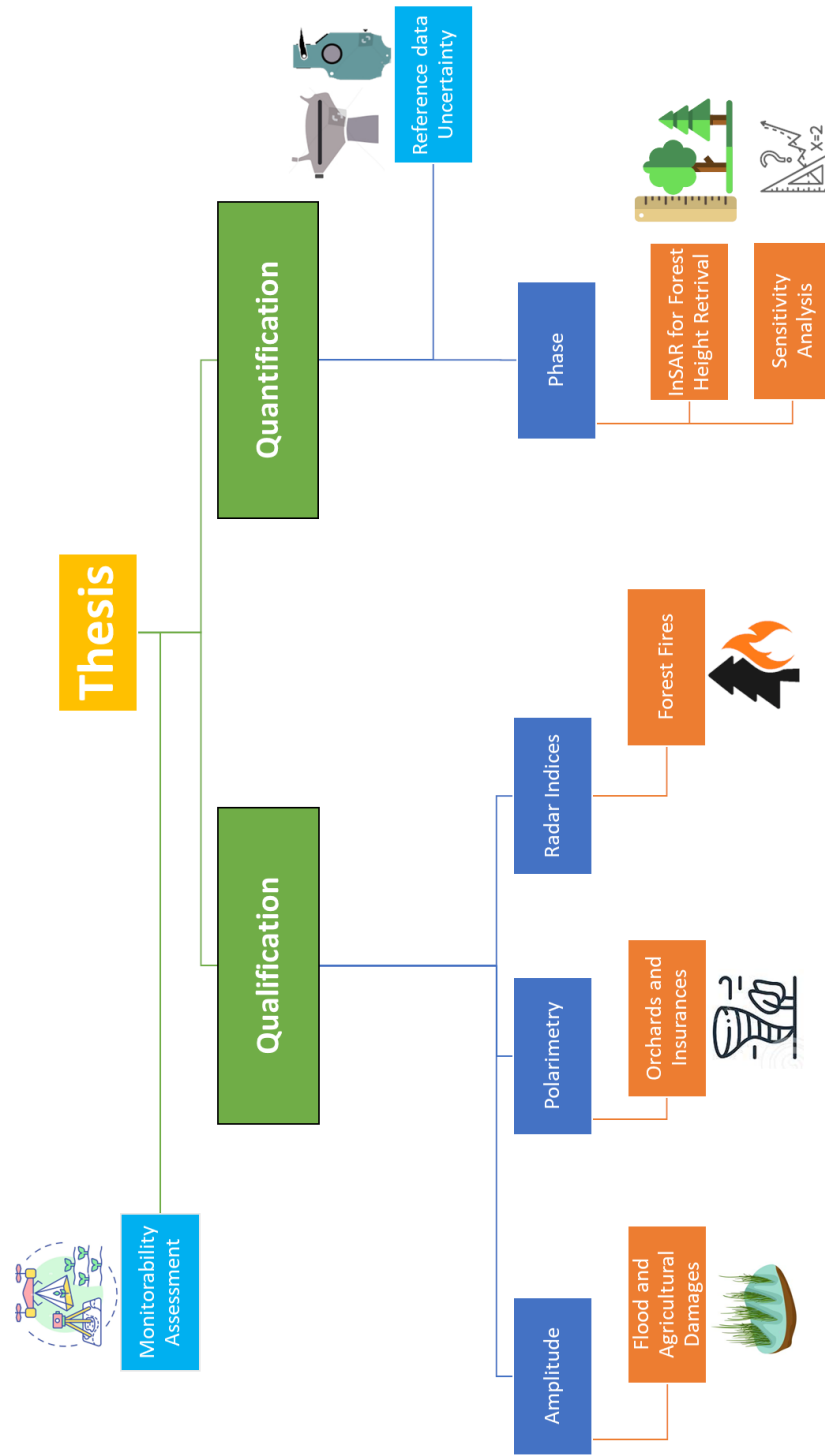 Thesis
Monitorability
Assessment
Qualification
Quantification
Reference data
Uncertainty
Amplitude
Polarimetry
Radar Indices
Phase
Flood and
Agricultural
Damages
Orchards and
Insurances
Forest Fires
InSAR for Forest
Height Retrival
Sensitivity
Analysis
?
X=2